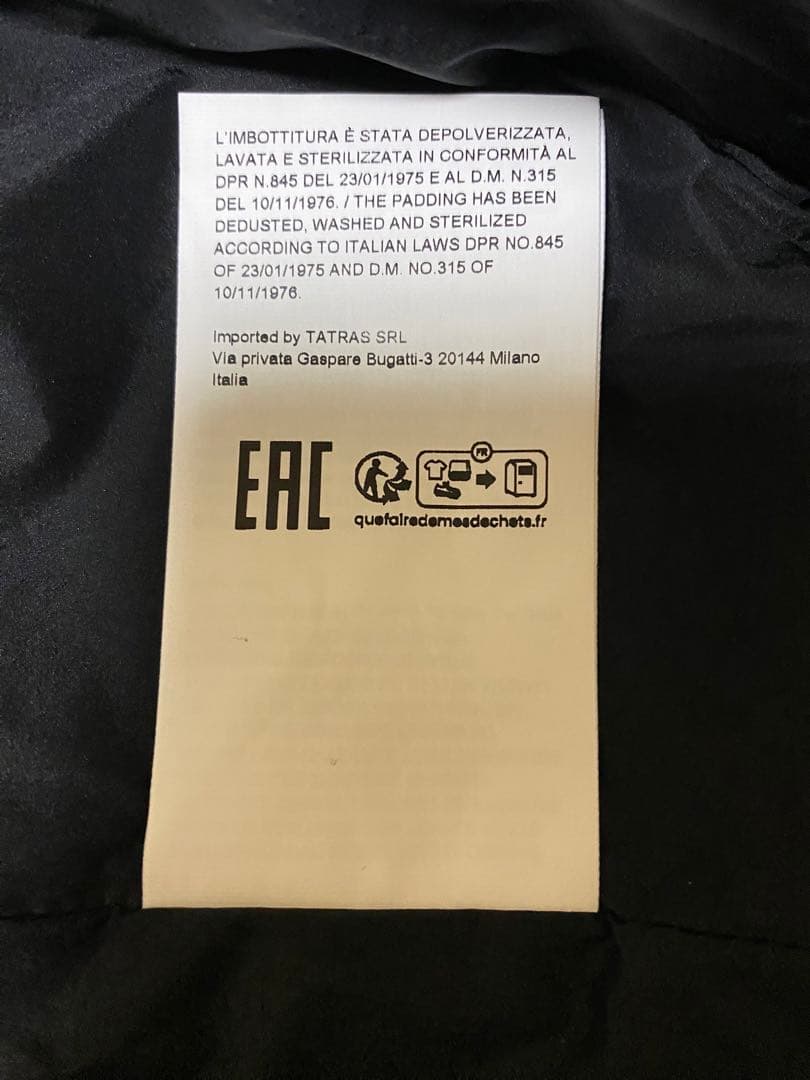 L'IMBOTTITURA È STATA DEPOLVERIZZATA,
LAVATA E STERILIZZATA IN CONFORMITÀ AL
DPR N.845 DEL 23/01/1975 E AL D.M. N.315
DEL 10/11/1976. / THE PADDING HAS BEEN
DEDUSTED, WASHED AND STERILIZED
ACCORDING TO ITALIAN LAWS DPR NO.845
OF 23/01/1975 AND D.M. NO.315 OF
10/11/1976.
Imported by TATRAS SRL
Via privata Gaspare Bugatti-3 20144 Milano
Italia
EAC
FR
quefairedemesdechets.fr